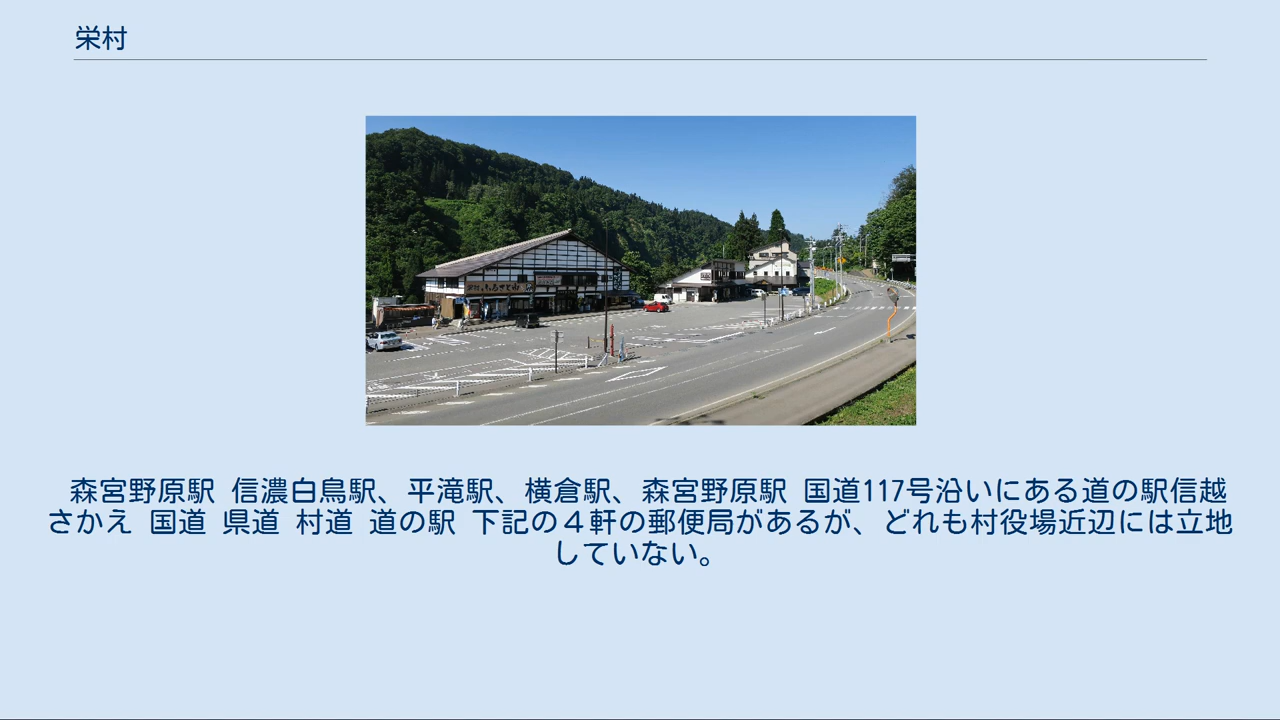 栄村
森宮野原駅 信濃白鳥駅、平滝駅、横倉駅、森宮野原駅 国道117号沿いにある道の駅信越
さかえ 国道 県道 村道 道の駅 下記の４軒の郵便局があるが、どれも村役場近辺には立地
していない。